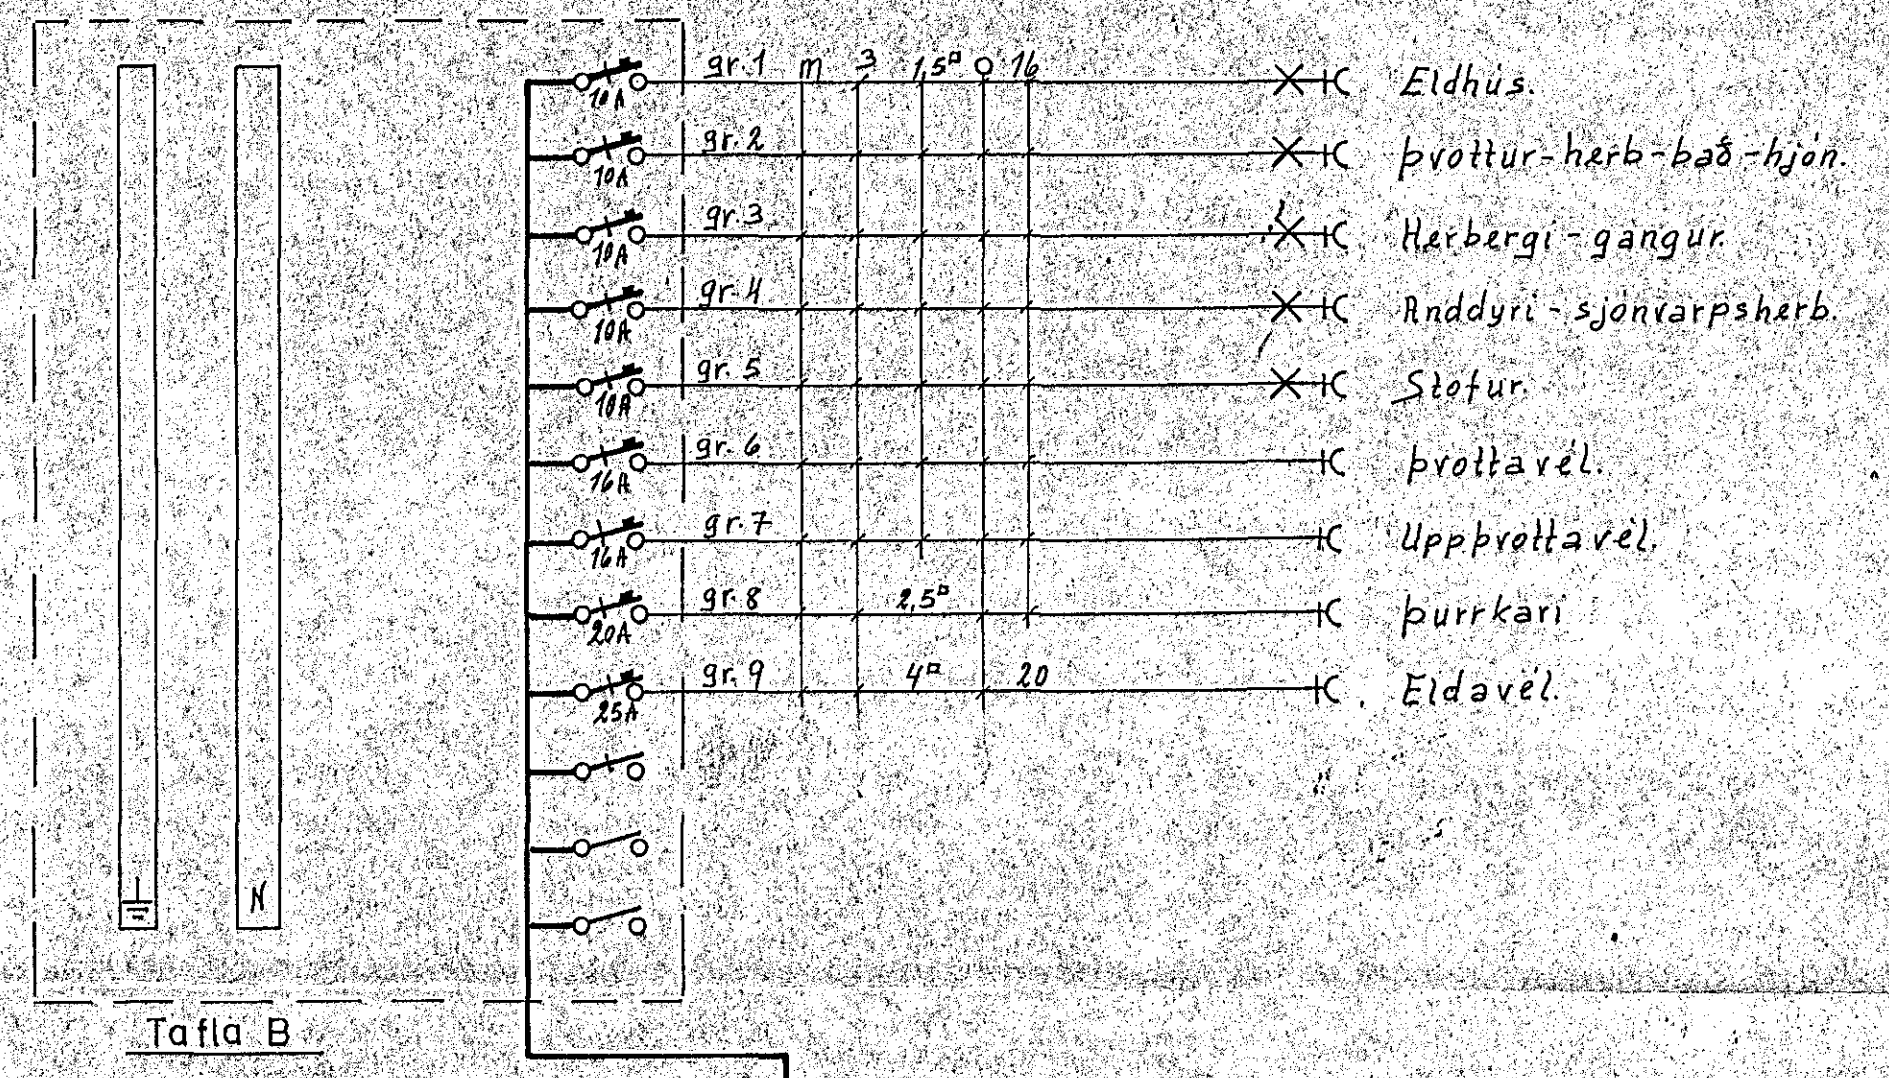 gr. 1 m 3 1,5¤ O 16 Eldhús.
10A
gr. 2 Þvottur-herb-bað-hjón.
10A
gr. 3 Herbergi-gangur.
10A
gr. 4 Anddyri-sjónvarpsherb.
10A
gr. 5 Stofur.
10A
gr. 6 Þvottavél.
16A
gr. 7 Uppþvottavél.
16A
gr. 8 2,5¤ Þurrkari
20A
gr. 9 4¤ 20 Eldavél.
25A
N
Tafla B